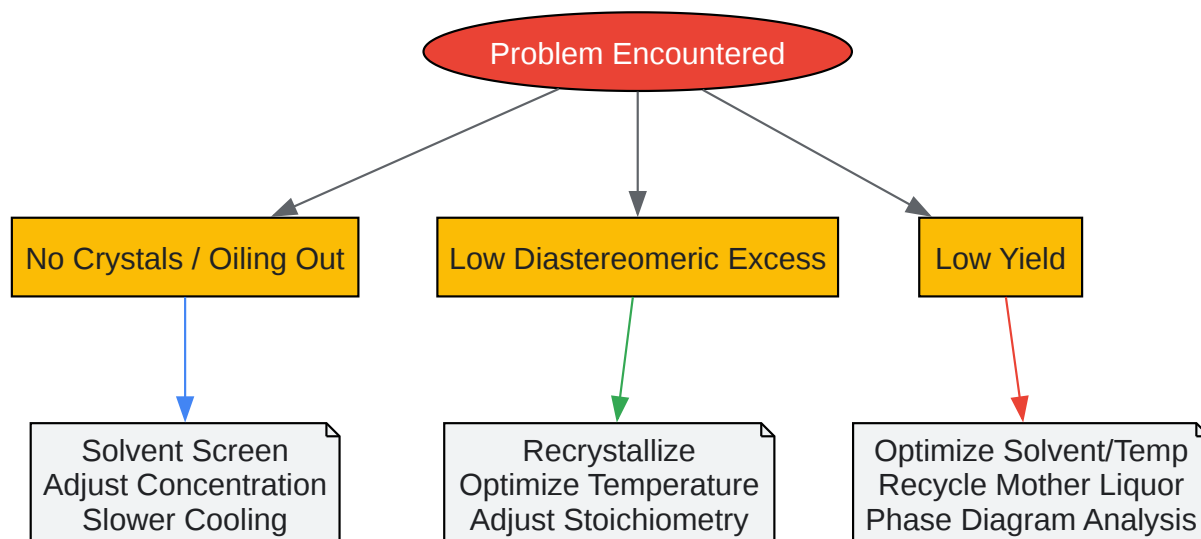 Problem Encountered
No Crystals / Oiling Out
Low Diastereomeric Excess
Low Yield
Solvent Screen
Adjust Concentration
Slower Cooling
Recrystallize
Optimize Temperature
Adjust Stoichiometry
Optimize Solvent/Temp
Recycle Mother Liquor
Phase Diagram Analysis